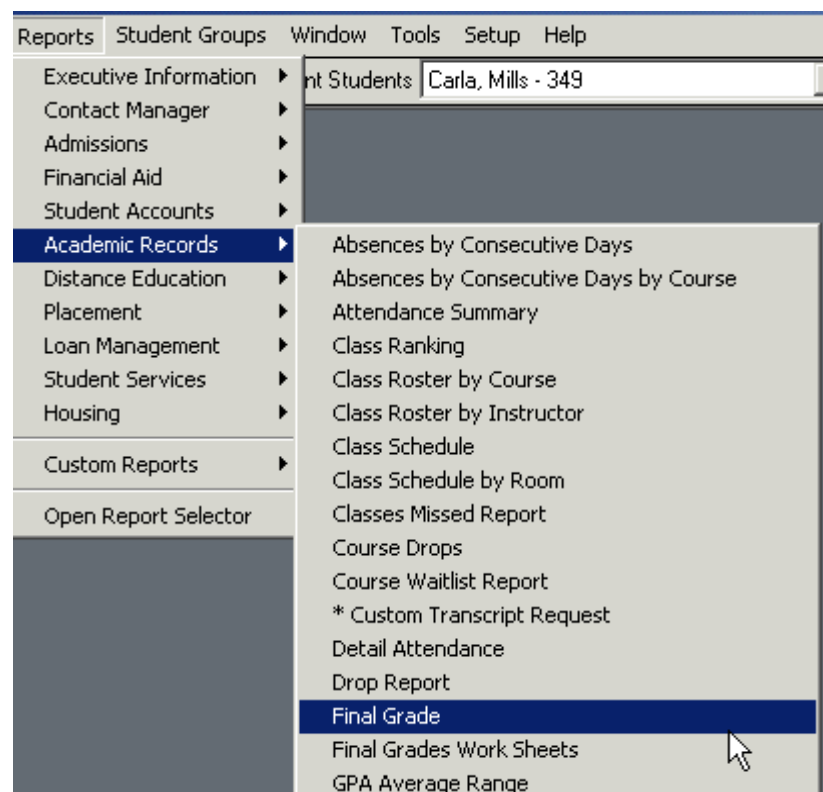 Reports Student Groups Window Tools Setup Help
nt Students Carla, Mills - 349
Executive Information
Contact Manager
Admissions
Financial Aid
Student Accounts
Academic Records
Distance Education
Placement
Loan Management
Student Services
Housing
Custom Reports
Open Report Selector
Absences by Consecutive Days
Absences by Consecutive Days by Course
Attendance Summary
Class Ranking
Class Roster by Course
Class Roster by Instructor
Class Schedule
Class Schedule by Room
Classes Missed Report
Course Drops
Course Waitlist Report
* Custom Transcript Request
Detail Attendance
Drop Report
Final Grade
Final Grades Work Sheets
GPA Average Range